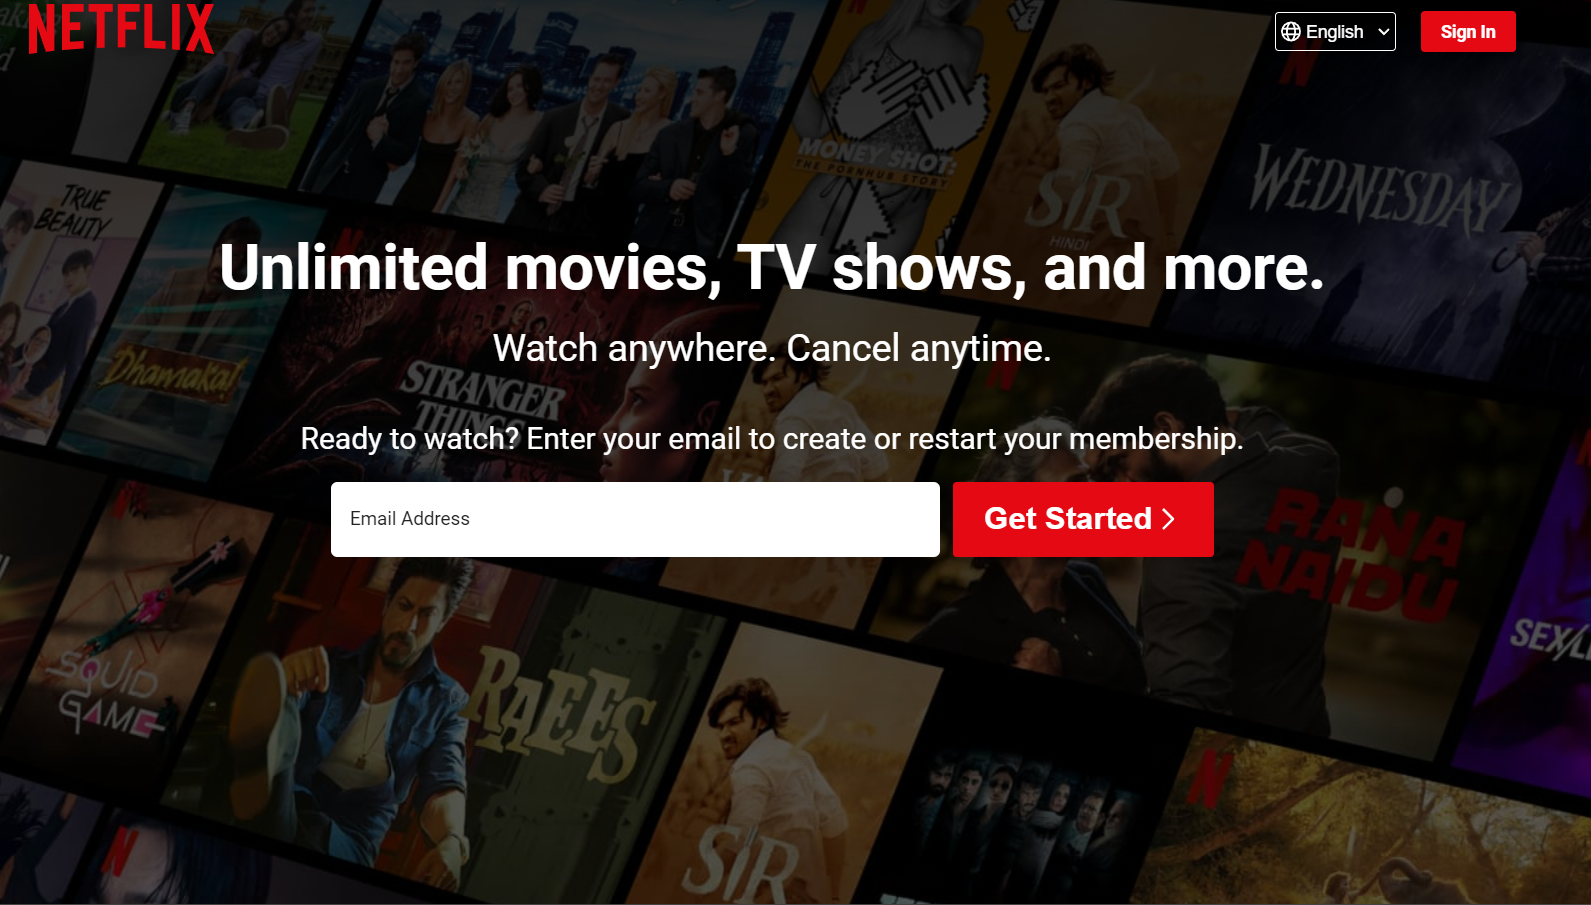 NETFLIX
English
Sign In
MONEY SHOT:
THE PORNHUB STORY
TRUE
BEAUTY
SIR
HINDI
WEDNESDAY
Unlimited movies, TV shows, and more.
Watch anywhere. Cancel anytime.
Dhamaka!
STRANGER
Ready to watch? Enter your email to create or restart your membership.
Email Address
Get Started
RANA
NAIDU
SQUID
GAME
RAEES
SIR